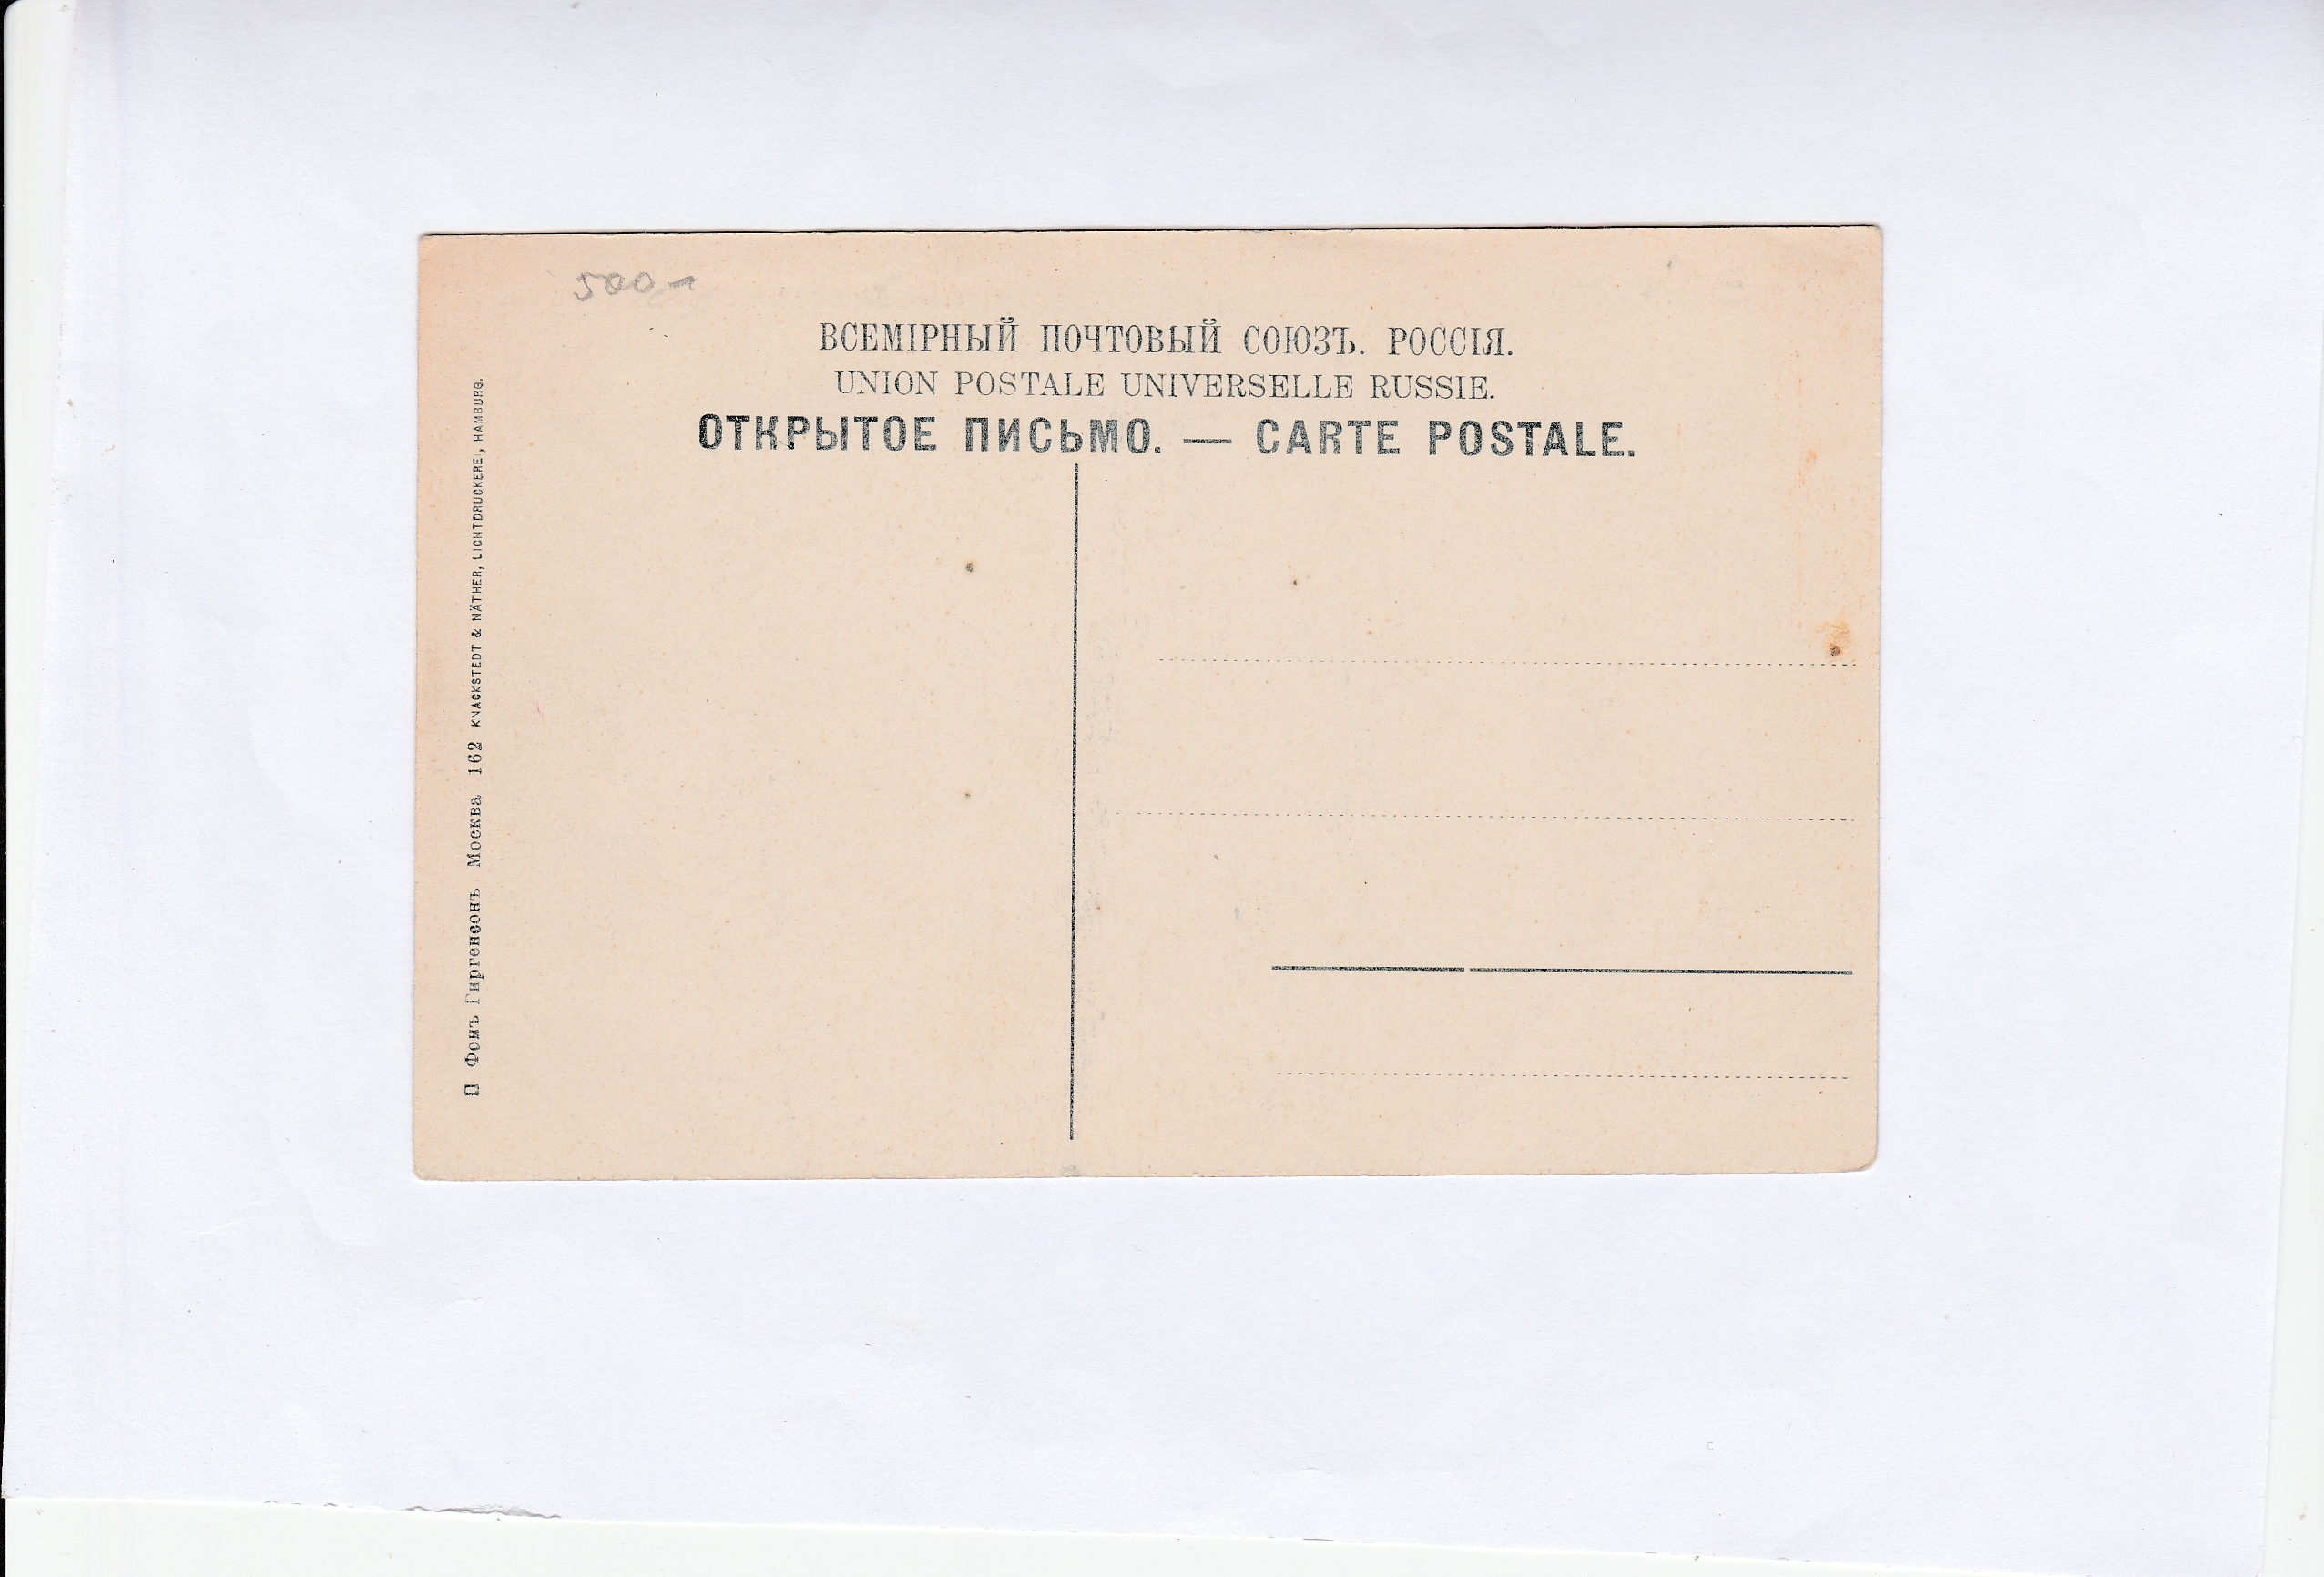 500-
ВСЕМІРНЫЙ ПОЧТОВЫЙ СОЮЗЪ. РОССІЯ.
UNION POSTALE UNIVERSELLE RUSSIE.
ОТКРЫТОЕ ПИСЬМО. — CARTE POSTALE.
П Фонъ Гиргенсонъ Москва 162 KNACKSTEDT & NÄTHER, LICHTDRUCKEREI, HAMBURG.